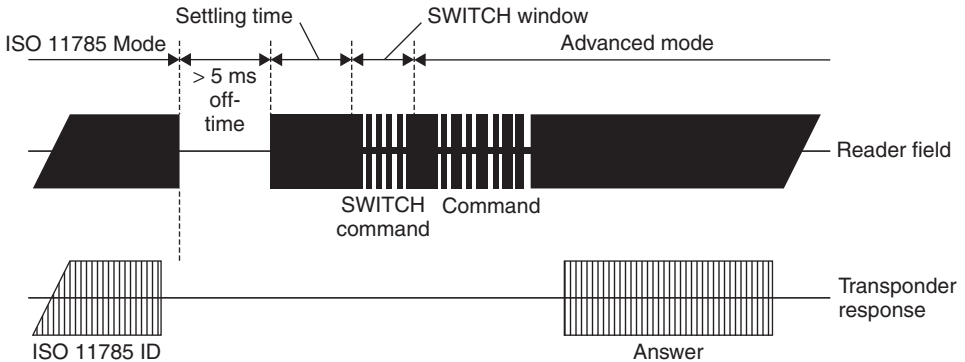 Settling time
SWITCH window
ISO 11785 Mode
Advanced mode
> 5 ms
off-
time
Reader field
SWITCH
command
Command
Transponder
response
ISO 11785 ID
Answer